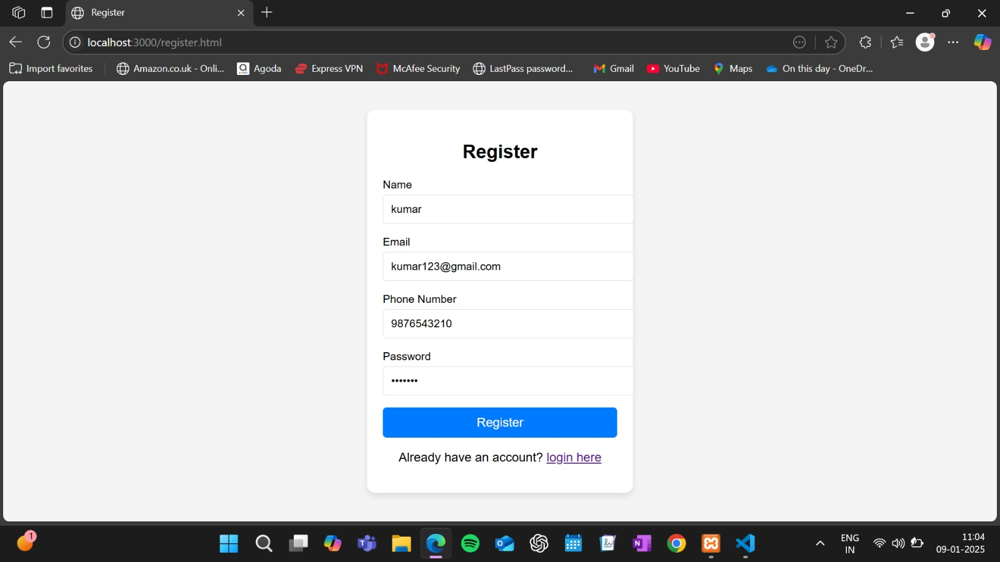 Register
localhost:3000/register.html
Import favorites
Amazon.co.uk - Onli...
Agoda
Express VPN
McAfee Security
LastPass password...
Gmail
YouTube
Maps
On this day - OneDr...
Register
Name
kumar
Email
kumar123@gmail.com
Phone Number
9876543210
Password
•••••••
Register
Already have an account? login here
1
ENG
IN
11:04
09-01-2025